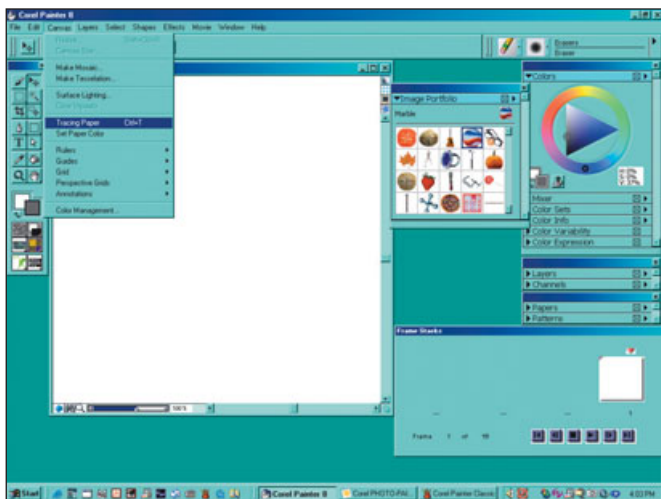 Corel Painter 8
File Edit Canvas Layers Select Shapes Effects Movie Window Help
Make Mosaic...
Make Tesselation...
Surface Lighting...
Tracing Paper Ctrl+T
Set Paper Color
Rulers
Guides
Grid
Perspective Grids
Annotations
Color Management...
Erasers
Eraser
Colors
Image Portfolio
Marble
Mixer
Color Sets
Color Info
Color Variability
Color Expression
Layers
Channels
Papers
Patterns
Frame Stacks
1
Frame 1 of
100%
Start Corel Painter 8 Corel PHOTO-PAI... Corel Painter Classic 4:03 PM